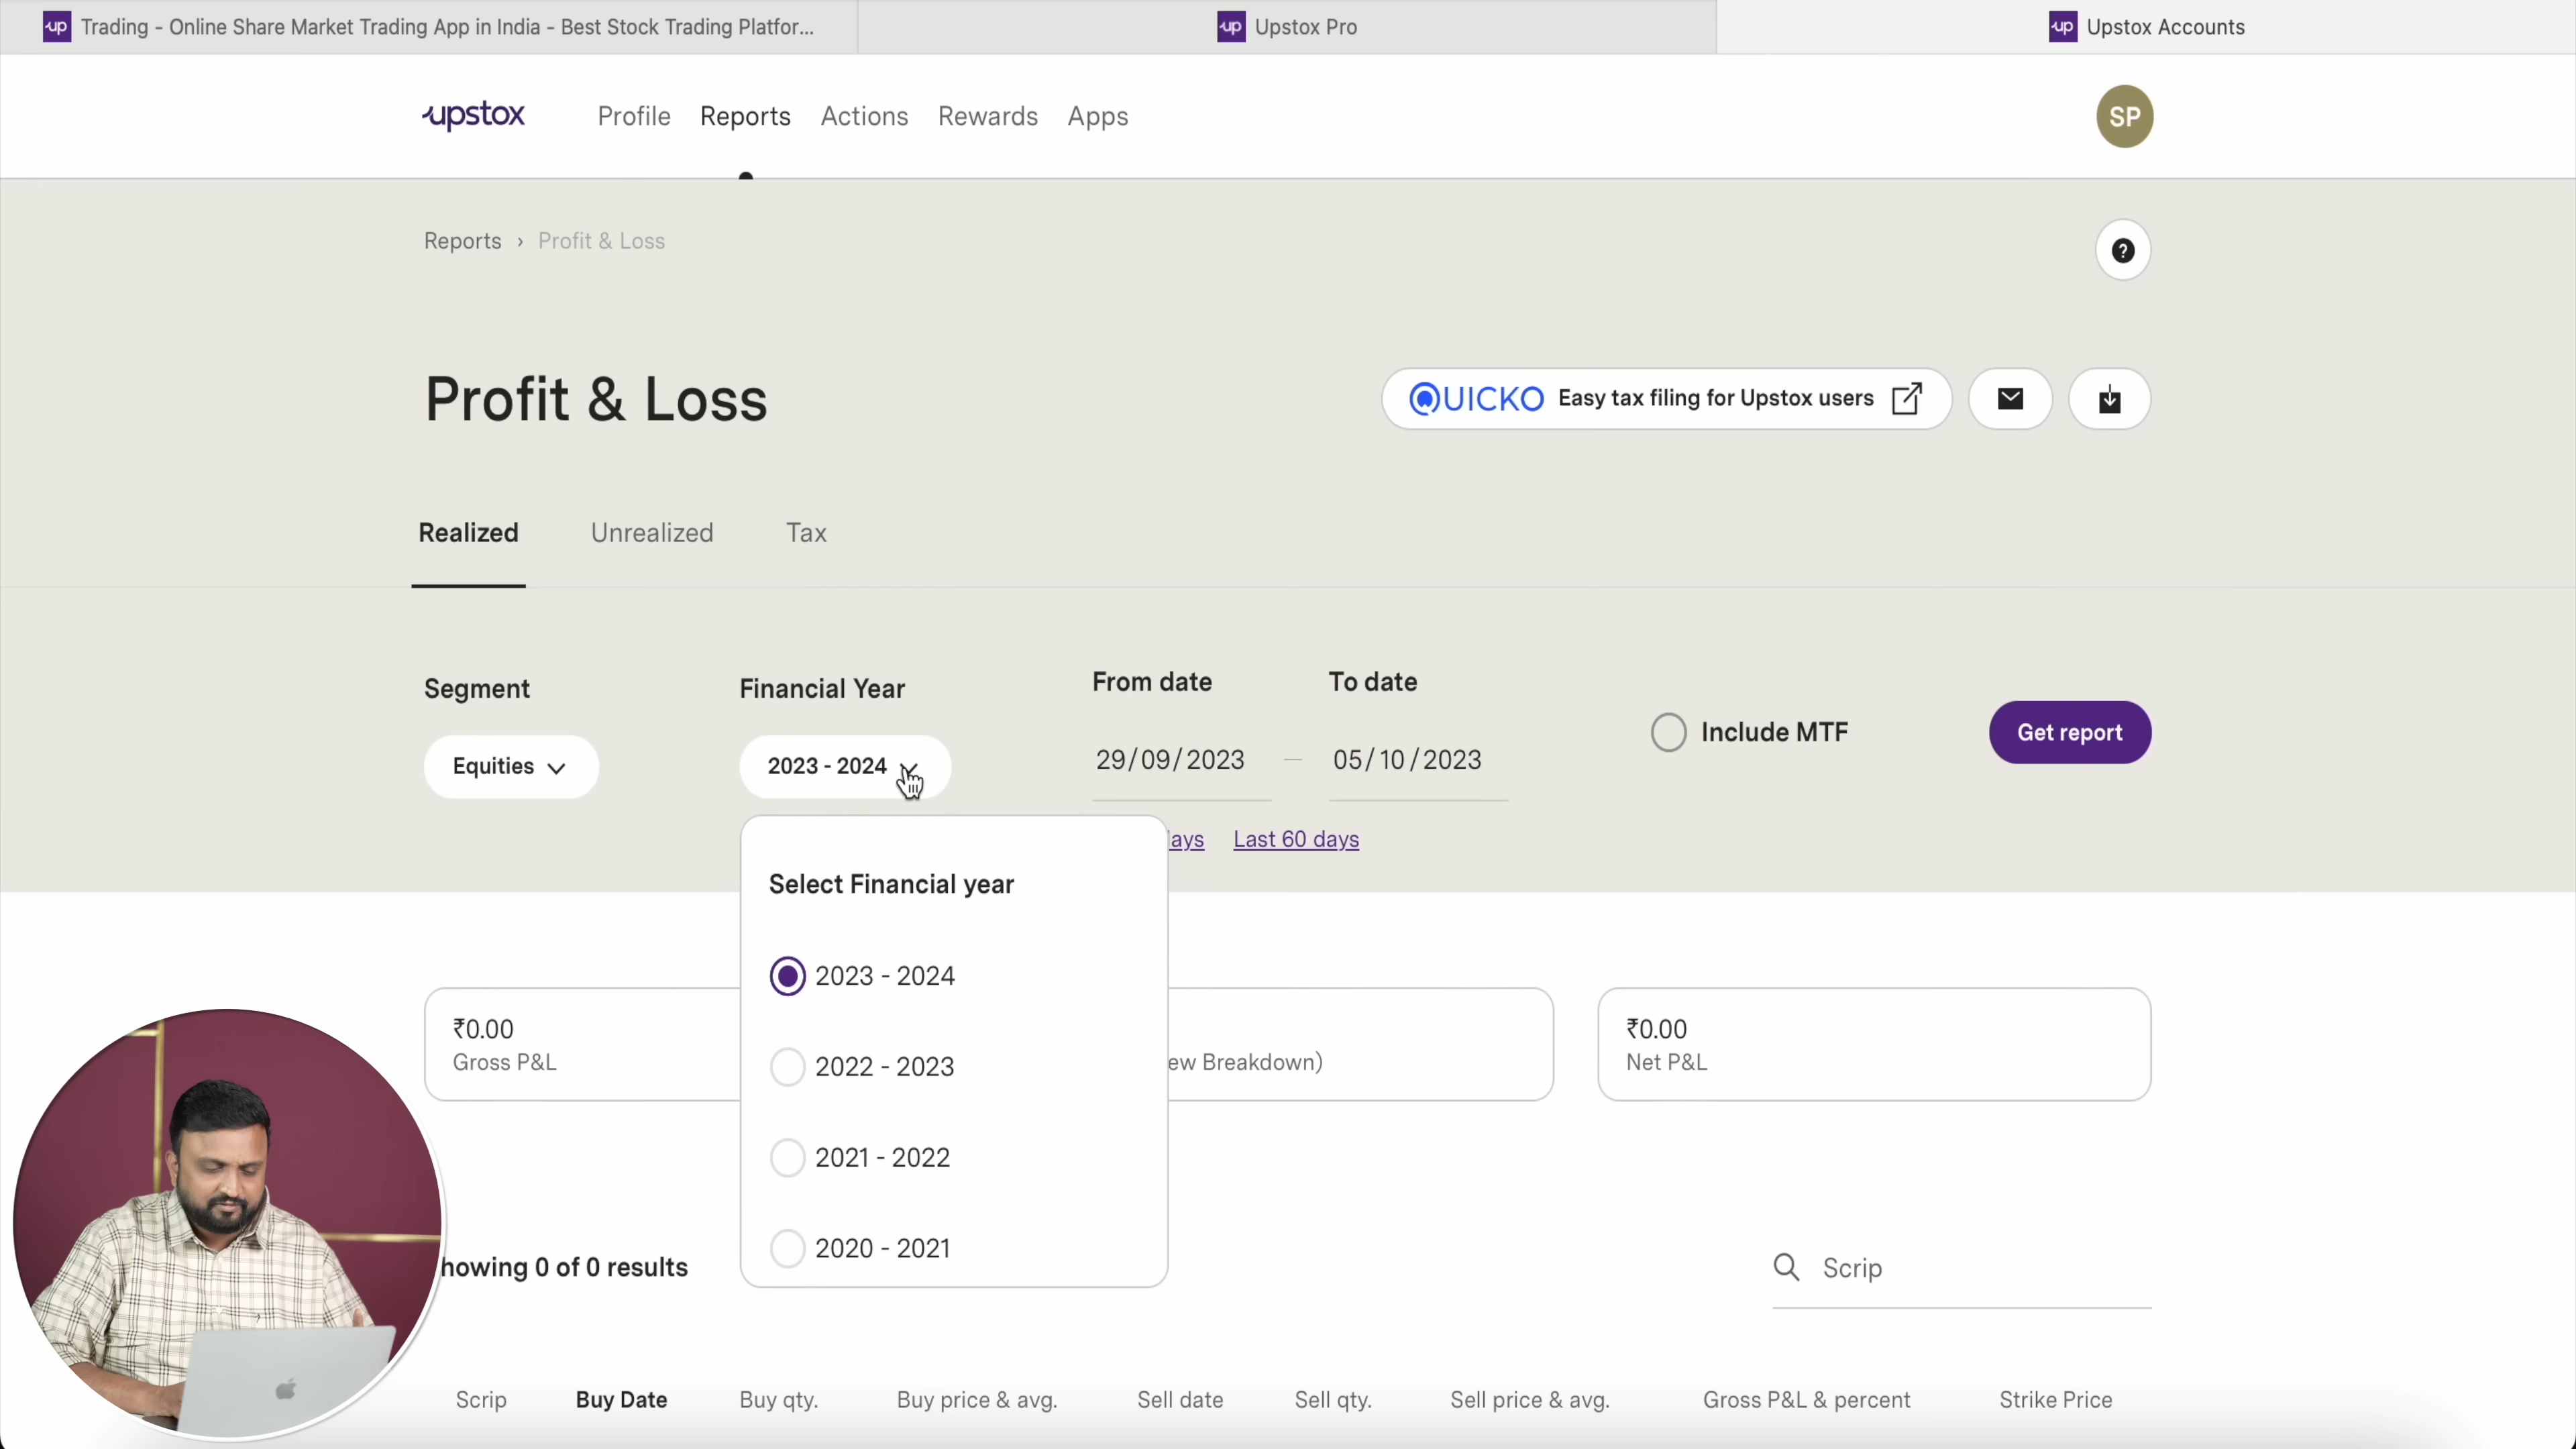 up Trading - Online Share Market Trading App in India - Best Stock Trading Platfor...
up Upstox Pro
up Upstox Accounts
upstox Profile Reports Actions Rewards Apps
SP
Reports › Profit & Loss
?
Profit & Loss
QUICKO Easy tax filing for Upstox users
Realized Unrealized Tax
Segment
Equities
Financial Year
2023 - 2024
From date
29/09/2023
—
To date
05/10/2023
Include MTF
Get report
ays Last 60 days
Select Financial year
2023 - 2024
2022 - 2023
2021 - 2022
2020 - 2021
₹0.00
Gross P&L
ew Breakdown)
₹0.00
Net P&L
howing 0 of 0 results
Scrip
Scrip Buy Date Buy qty. Buy price & avg. Sell date Sell qty. Sell price & avg. Gross P&L & percent Strike Price